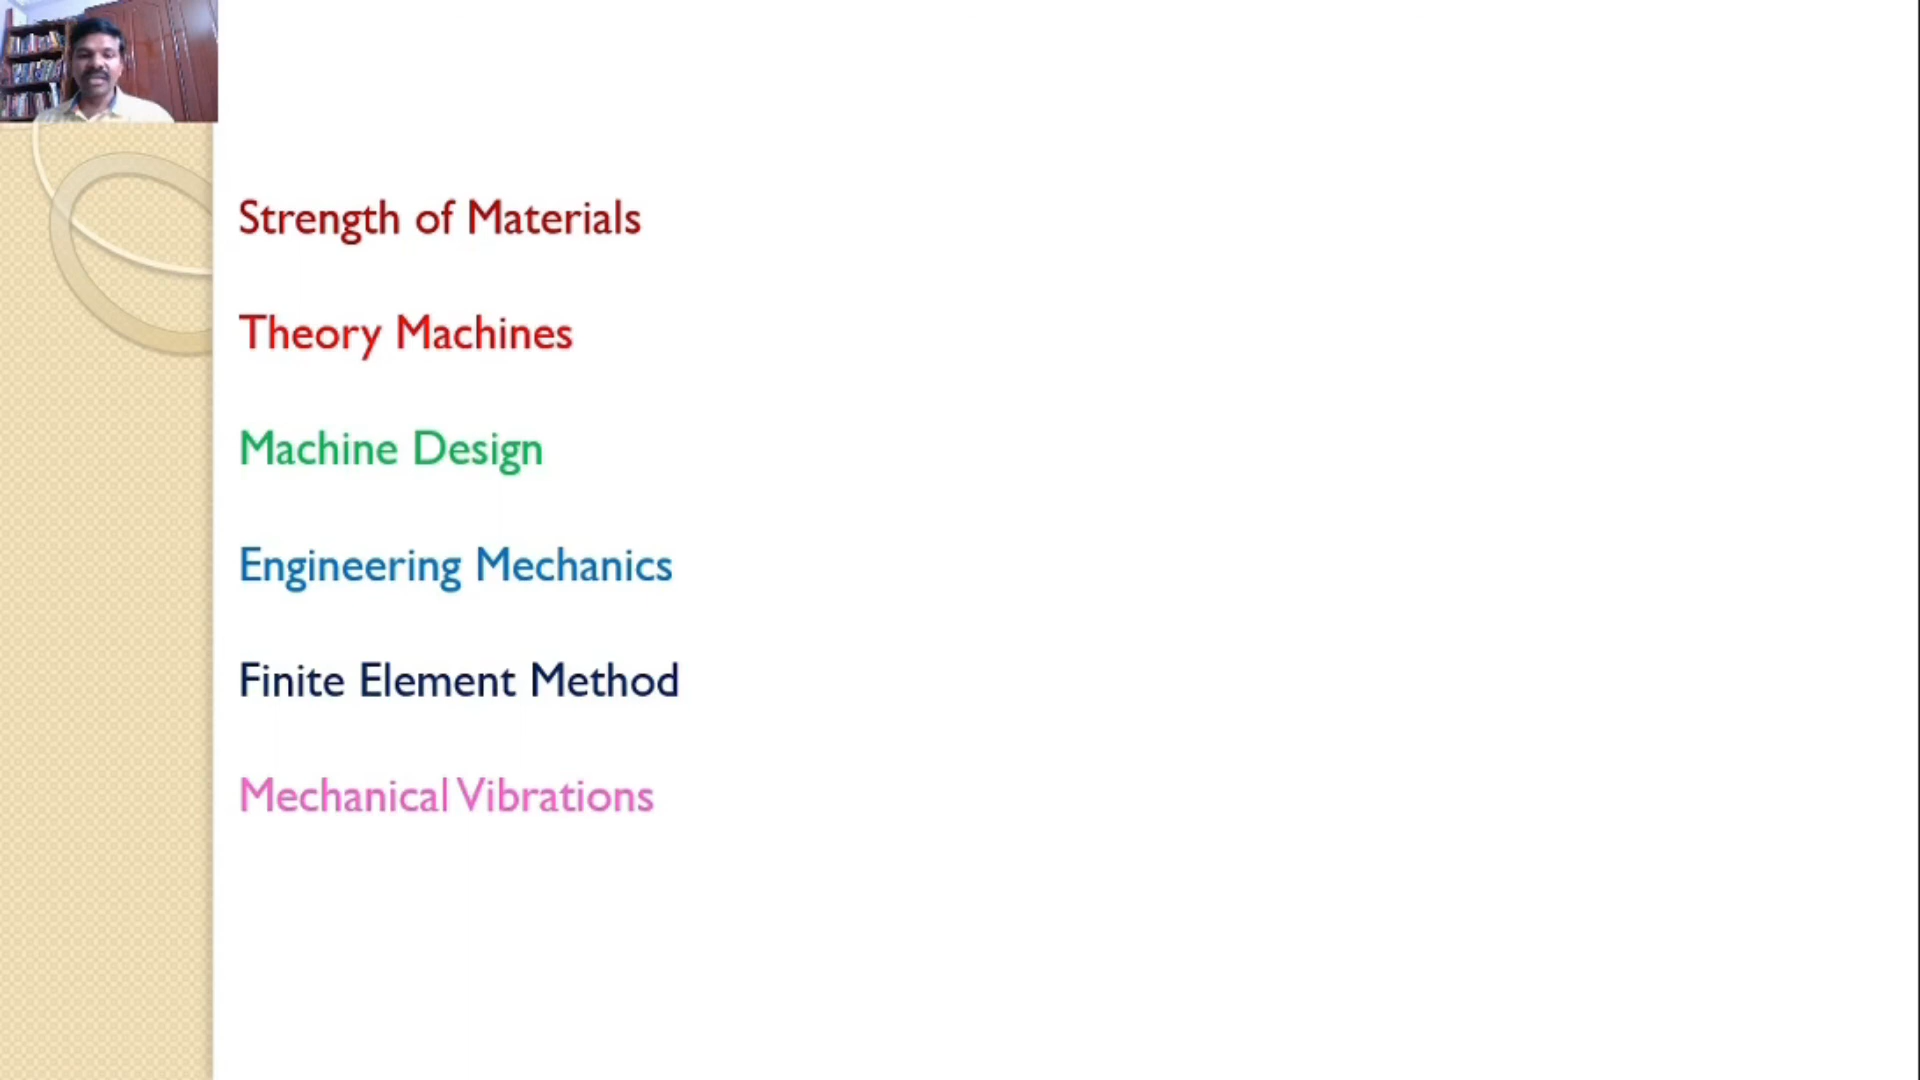 Strength of Materials
Theory Machines
Machine Design
Engineering Mechanics
Finite Element Method
Mechanical Vibrations